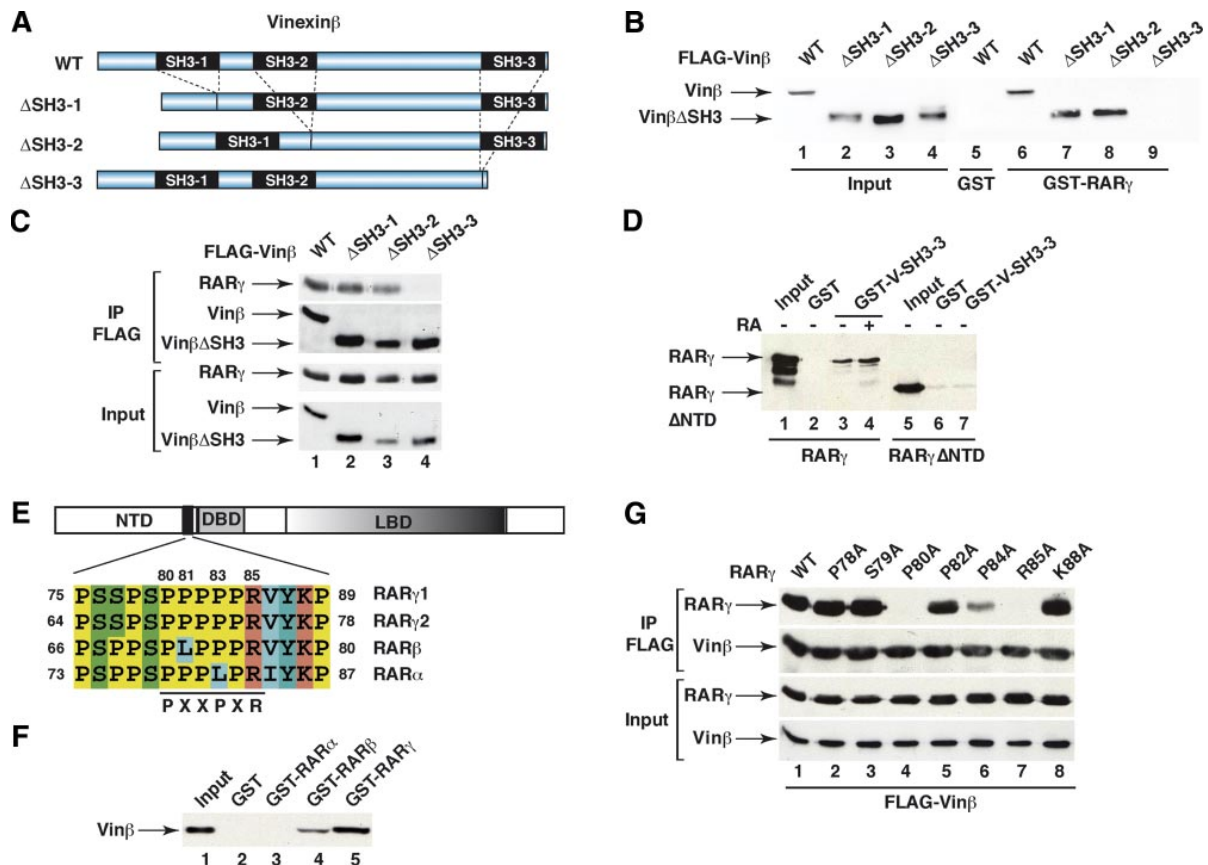 A
Vinexinβ
WT SH3-1 SH3-2 SH3-3
ΔSH3-1 SH3-2 SH3-3
ΔSH3-2 SH3-1 SH3-3
ΔSH3-3 SH3-1 SH3-2
B
FLAG-Vinβ WT ΔSH3-1 ΔSH3-2 ΔSH3-3 WT WT ΔSH3-1 ΔSH3-2 ΔSH3-3
Vinβ
VinβΔSH3
1 2 3 4 5 6 7 8 9
Input GST GST-RARγ
C
FLAG-Vinβ WT ΔSH3-1 ΔSH3-2 ΔSH3-3
IP FLAG
RARγ
Vinβ
VinβΔSH3
Input
RARγ
Vinβ
VinβΔSH3
1 2 3 4
D
Input GST GST-V-SH3-3 Input GST GST-V-SH3-3
RA - - - + - - -
RARγ
RARγ
ΔNTD 1 2 3 4 5 6 7
RARγ RARγΔNTD
E
NTD DBD LBD
80 81 83 85
75 PSSPSPPPPPRVYKP 89 RARγ1
64 PSSPSPPPPPRVYKP 78 RARγ2
66 PSPPSPLPPPRVYKP 80 RARβ
73 PSPPSPPPLPRIYKP 87 RARα
P X X P X R
F
Input GST GST-RARα GST-RARβ GST-RARγ
Vinβ
1 2 3 4 5
G
RARγ WT P78A S79A P80A P82A P84A R85A K88A
IP FLAG
RARγ
Vinβ
Input
RARγ
Vinβ
1 2 3 4 5 6 7 8
FLAG-Vinβ